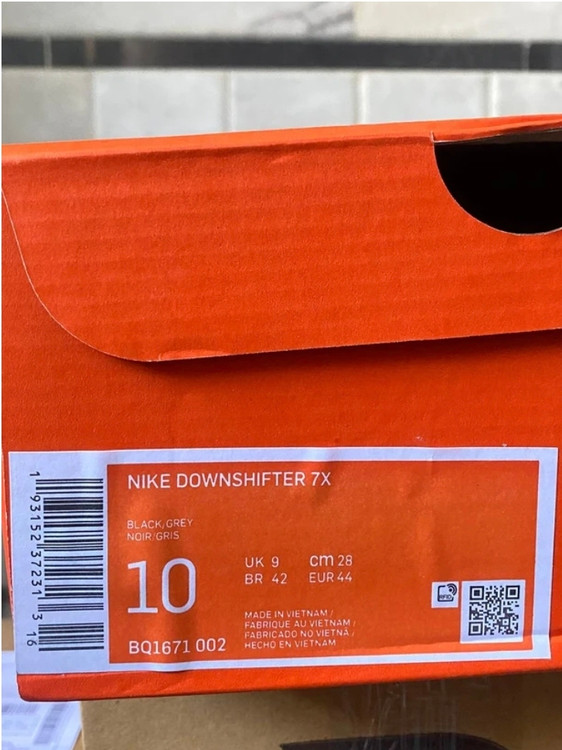 NIKE DOWNSHIFTER 7X
BLACK/GREY
NOIR/GRIS
10
UK 9 cm 28
BR 42 EUR 44
BQ1671 002
MADE IN VIETNAM /
FABRIQUE AU VIETNAM /
FABRICADO NO VIETNÃ /
HECHO EN VIETNAM
1 93152 37231 3 16